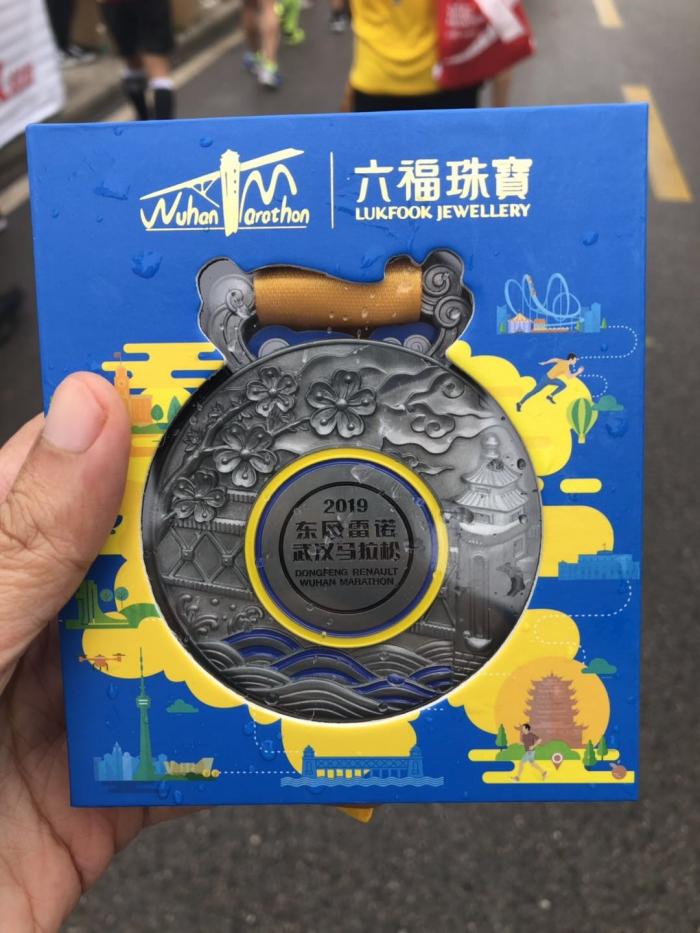 Wuhan Marathon
六福珠寶
LUKFOOK JEWELLERY
2019
东风雷诺
武汉马拉松
DONGFENG RENAULT
WUHAN MARATHON